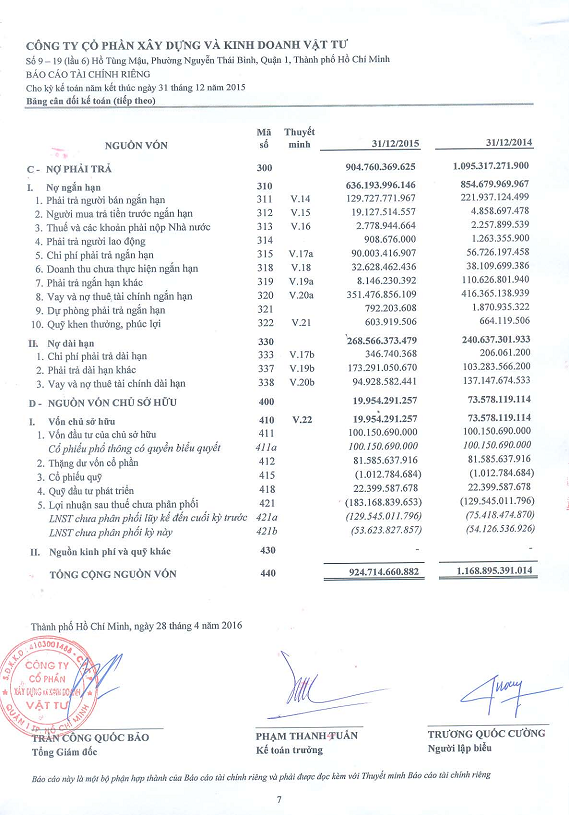 CÔNG TY CỔ PHẦN XÂY DỰNG VÀ KINH DOANH VẬT TƯ
Số 9 – 19 (lầu 6) Hồ Tùng Mậu, Phường Nguyễn Thái Bình, Quận 1, Thành phố Hồ Chí Minh
BÁO CÁO TÀI CHÍNH RIÊNG
Cho kỳ kế toán năm kết thúc ngày 31 tháng 12 năm 2015
Bảng cân đối kế toán (tiếp theo)
NGUỒN VỐN Mã số Thuyết minh 31/12/2015 31/12/2014
C - NỢ PHẢI TRẢ 300 904.760.369.625 1.095.317.271.900
I. Nợ ngắn hạn 310 636.193.996.146 854.679.969.967
1. Phải trả người bán ngắn hạn 311 V.14 129.727.771.967 221.937.124.499
2. Người mua trả tiền trước ngắn hạn 312 V.15 19.127.514.557 4.858.697.478
3. Thuế và các khoản phải nộp Nhà nước 313 V.16 2.778.944.664 2.257.899.539
4. Phải trả người lao động 314 908.676.000 1.263.355.900
5. Chi phí phải trả ngắn hạn 315 V.17a 90.003.416.907 56.726.197.458
6. Doanh thu chưa thực hiện ngắn hạn 318 V.18 32.628.462.436 38.109.699.386
7. Phải trả ngắn hạn khác 319 V.19a 8.146.230.392 110.626.801.940
8. Vay và nợ thuê tài chính ngắn hạn 320 V.20a 351.476.856.109 416.365.138.939
9. Dự phòng phải trả ngắn hạn 321 792.203.608 1.870.935.322
10. Quỹ khen thưởng, phúc lợi 322 V.21 603.919.506 664.119.506
II. Nợ dài hạn 330 268.566.373.479 240.637.301.933
1. Chi phí phải trả dài hạn 333 V.17b 346.740.368 206.061.200
2. Phải trả dài hạn khác 337 V.19b 173.291.050.670 103.283.566.200
3. Vay và nợ thuê tài chính dài hạn 338 V.20b 94.928.582.441 137.147.674.533
D - NGUỒN VỐN CHỦ SỞ HỮU 400 19.954.291.257 73.578.119.114
I. Vốn chủ sở hữu 410 V.22 19.954.291.257 73.578.119.114
1. Vốn đầu tư của chủ sở hữu 411 100.150.690.000 100.150.690.000
Cổ phiếu phổ thông có quyền biểu quyết 411a 100.150.690.000 100.150.690.000
2. Thặng dư vốn cổ phần 412 81.585.637.916 81.585.637.916
3. Cổ phiếu quỹ 415 (1.012.784.684) (1.012.784.684)
4. Quỹ đầu tư phát triển 418 22.399.587.678 22.399.587.678
5. Lợi nhuận sau thuế chưa phân phối 421 (183.168.839.653) (129.545.011.796)
LNST chưa phân phối lũy kế đến cuối kỳ trước 421a (129.545.011.796) (75.418.474.870)
LNST chưa phân phối kỳ này 421b (53.623.827.857) (54.126.536.926)
II. Nguồn kinh phí và quỹ khác 430 - -
TỔNG CỘNG NGUỒN VỐN 440 924.714.660.882 1.168.895.391.014
Thành phố Hồ Chí Minh, ngày 28 tháng 4 năm 2016
S.Đ.K.K.D: 4103001468
CÔNG TY
CỔ PHẦN
XÂY DỰNG VÀ KINH DOANH
VẬT TƯ
QUẬN 1 TP HỒ CHÍ MINH
TRẦN CÔNG QUỐC BẢO PHẠM THANH TUẤN TRƯƠNG QUỐC CƯỜNG
Tổng Giám đốc Kế toán trưởng Người lập biểu
Báo cáo này là một bộ phận hợp thành của Báo cáo tài chính riêng và phải được đọc kèm với Thuyết minh Báo cáo tài chính riêng
7